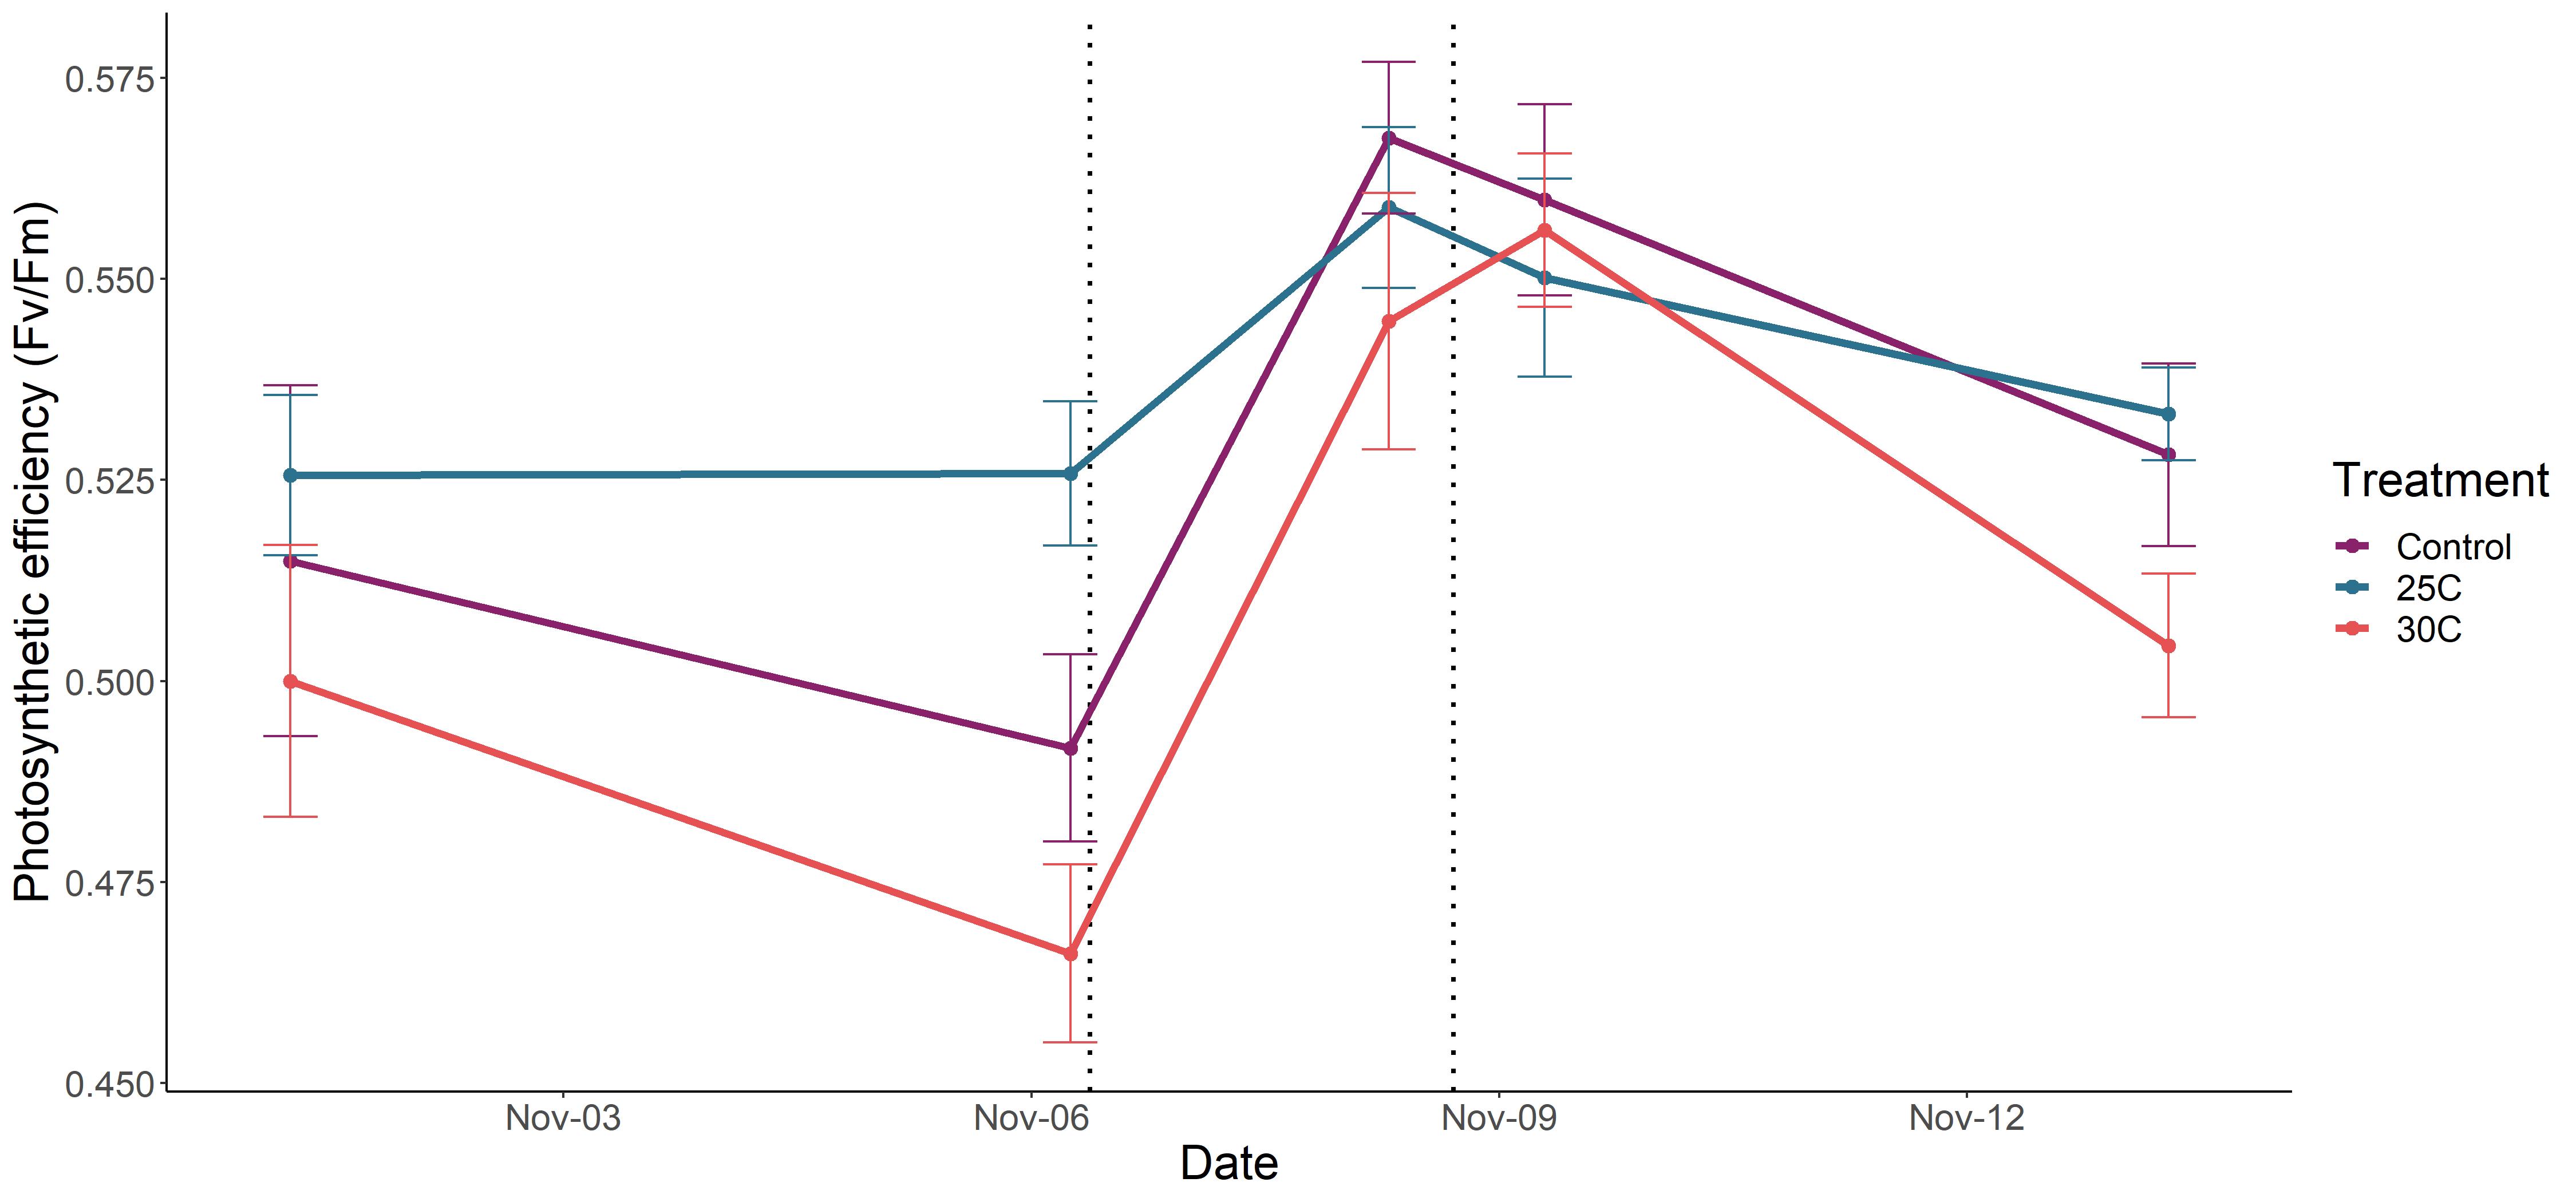 Photosynthetic efficiency (Fv/Fm)
0.575
0.550
0.525
0.500
0.475
0.450
Nov-03
Nov-06
Nov-09
Nov-12
Date
Treatment
Control
25C
30C